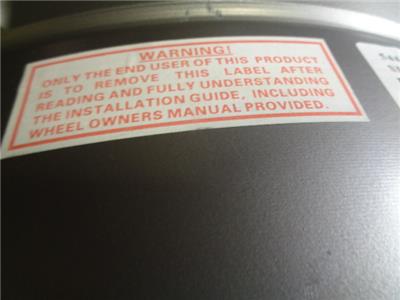 WARNING!
ONLY THE END USER OF THIS PRODUCT
IS TO REMOVE THIS LABEL AFTER
READING AND FULLY UNDERSTANDING
THE INSTALLATION GUIDE, INCLUDING
WHEEL OWNERS MANUAL PROVIDED.